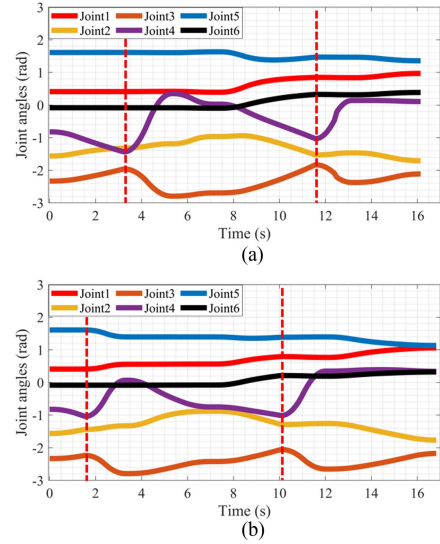 3
Joint1 Joint3 Joint5
Joint2 Joint4 Joint6
2
1
0
-1
-2
-3
Joint angles (rad)
0 2 4 6 8 10 12 14 16
Time (s)
(a)
3
Joint1 Joint3 Joint5
Joint2 Joint4 Joint6
2
1
0
-1
-2
-3
Joint angles (rad)
0 2 4 6 8 10 12 14 16
Time (s)
(b)